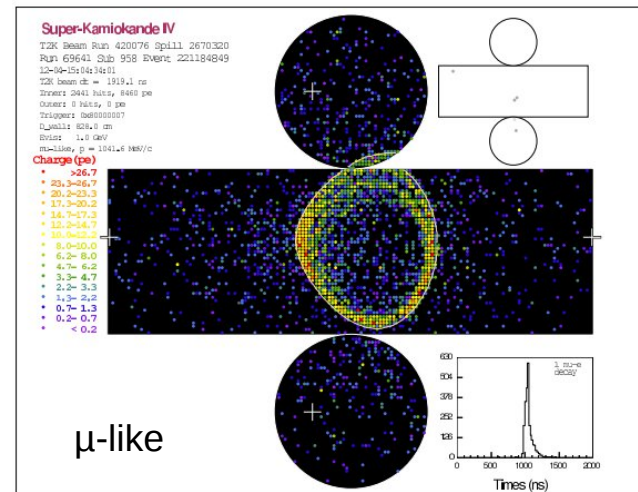 Super-Kamiokande IV
T2K Beam Run 420076 Spill 2670320
Run 69641 Sub 958 Event 221184849
12-04-15:04:34:01
T2K beam dt = 1919.1 ns
Inner: 2441 hits, 8460 pe
Outer: 0 hits, 0 pe
Trigger: 0x80000007
D_wall: 828.0 cm
Evis: 1.0 GeV
mu-like, p = 1041.6 MeV/c
Charge(pe)
>26.7
23.3-26.7
20.2-23.3
17.3-20.2
14.7-17.3
12.2-14.7
10.0-12.2
8.0-10.0
6.2- 8.0
4.7- 6.2
3.3- 4.7
2.2- 3.3
1.3- 2.2
0.7- 1.3
0.2- 0.7
< 0.2
μ-like
1 mu-e
decay
630
504
378
252
126
0
0 500 1000 1500 2000
Times (ns)